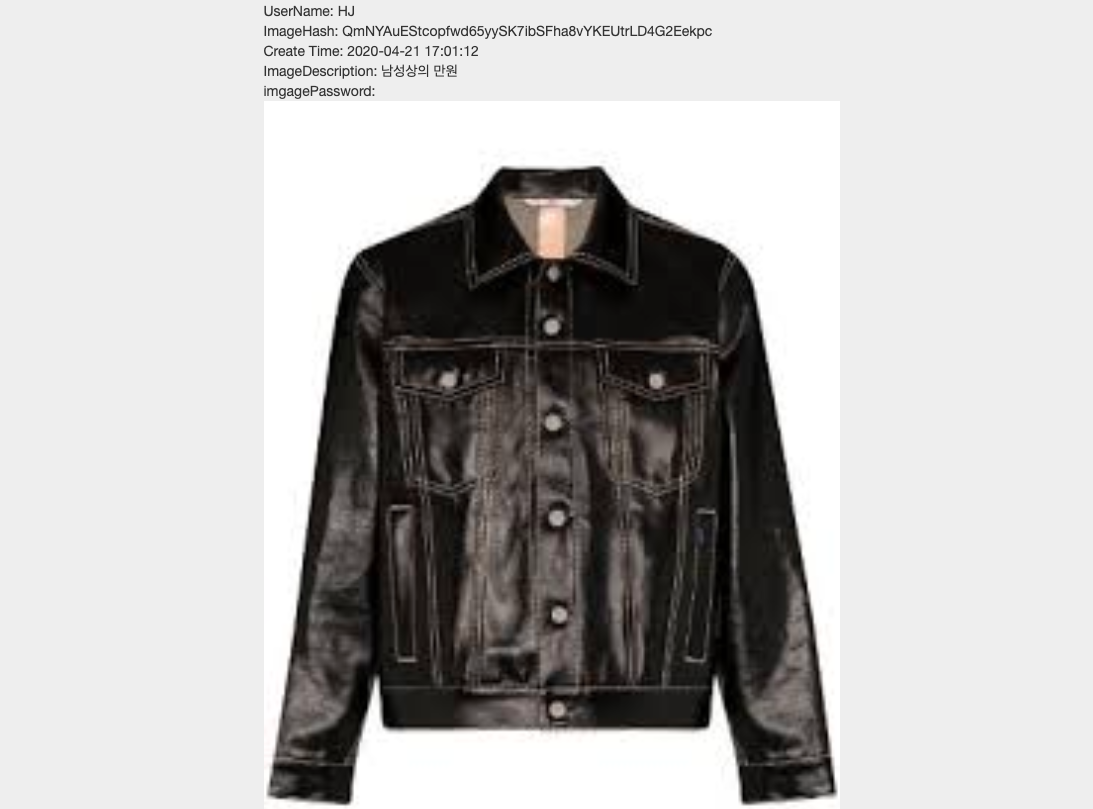 UserName: HJ
ImageHash: QmNYAuEStcopfwd65yySK7ibSFha8vYKEUtrLD4G2Eekpc
Create Time: 2020-04-21 17:01:12
ImageDescription: 남성상의 만원
imgagePassword: